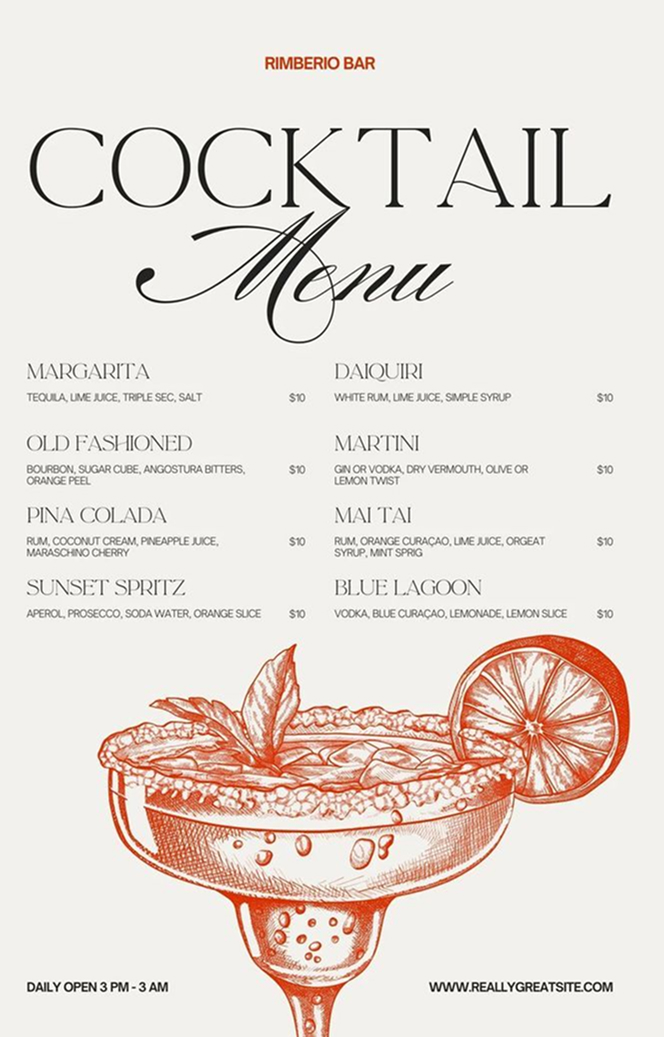 RIMBERIO BAR
COCKTAIL
Menu
MARGARITA
TEQUILA, LIME JUICE, TRIPLE SEC, SALT $10
OLD FASHIONED
BOURBON, SUGAR CUBE, ANGOSTURA BITTERS, $10
ORANGE PEEL
PINA COLADA
RUM, COCONUT CREAM, PINEAPPLE JUICE, $10
MARASCHINO CHERRY
SUNSET SPRITZ
APEROL, PROSECCO, SODA WATER, ORANGE SLICE $10
DAIQUIRI
WHITE RUM, LIME JUICE, SIMPLE SYRUP $10
MARTINI
GIN OR VODKA, DRY VERMOUTH, OLIVE OR $10
LEMON TWIST
MAI TAI
RUM, ORANGE CURAÇAO, LIME JUICE, ORGEAT $10
SYRUP, MINT SPRIG
BLUE LAGOON
VODKA, BLUE CURAÇAO, LEMONADE, LEMON SLICE $10
DAILY OPEN 3 PM - 3 AM
WWW.REALLYGREATSITE.COM